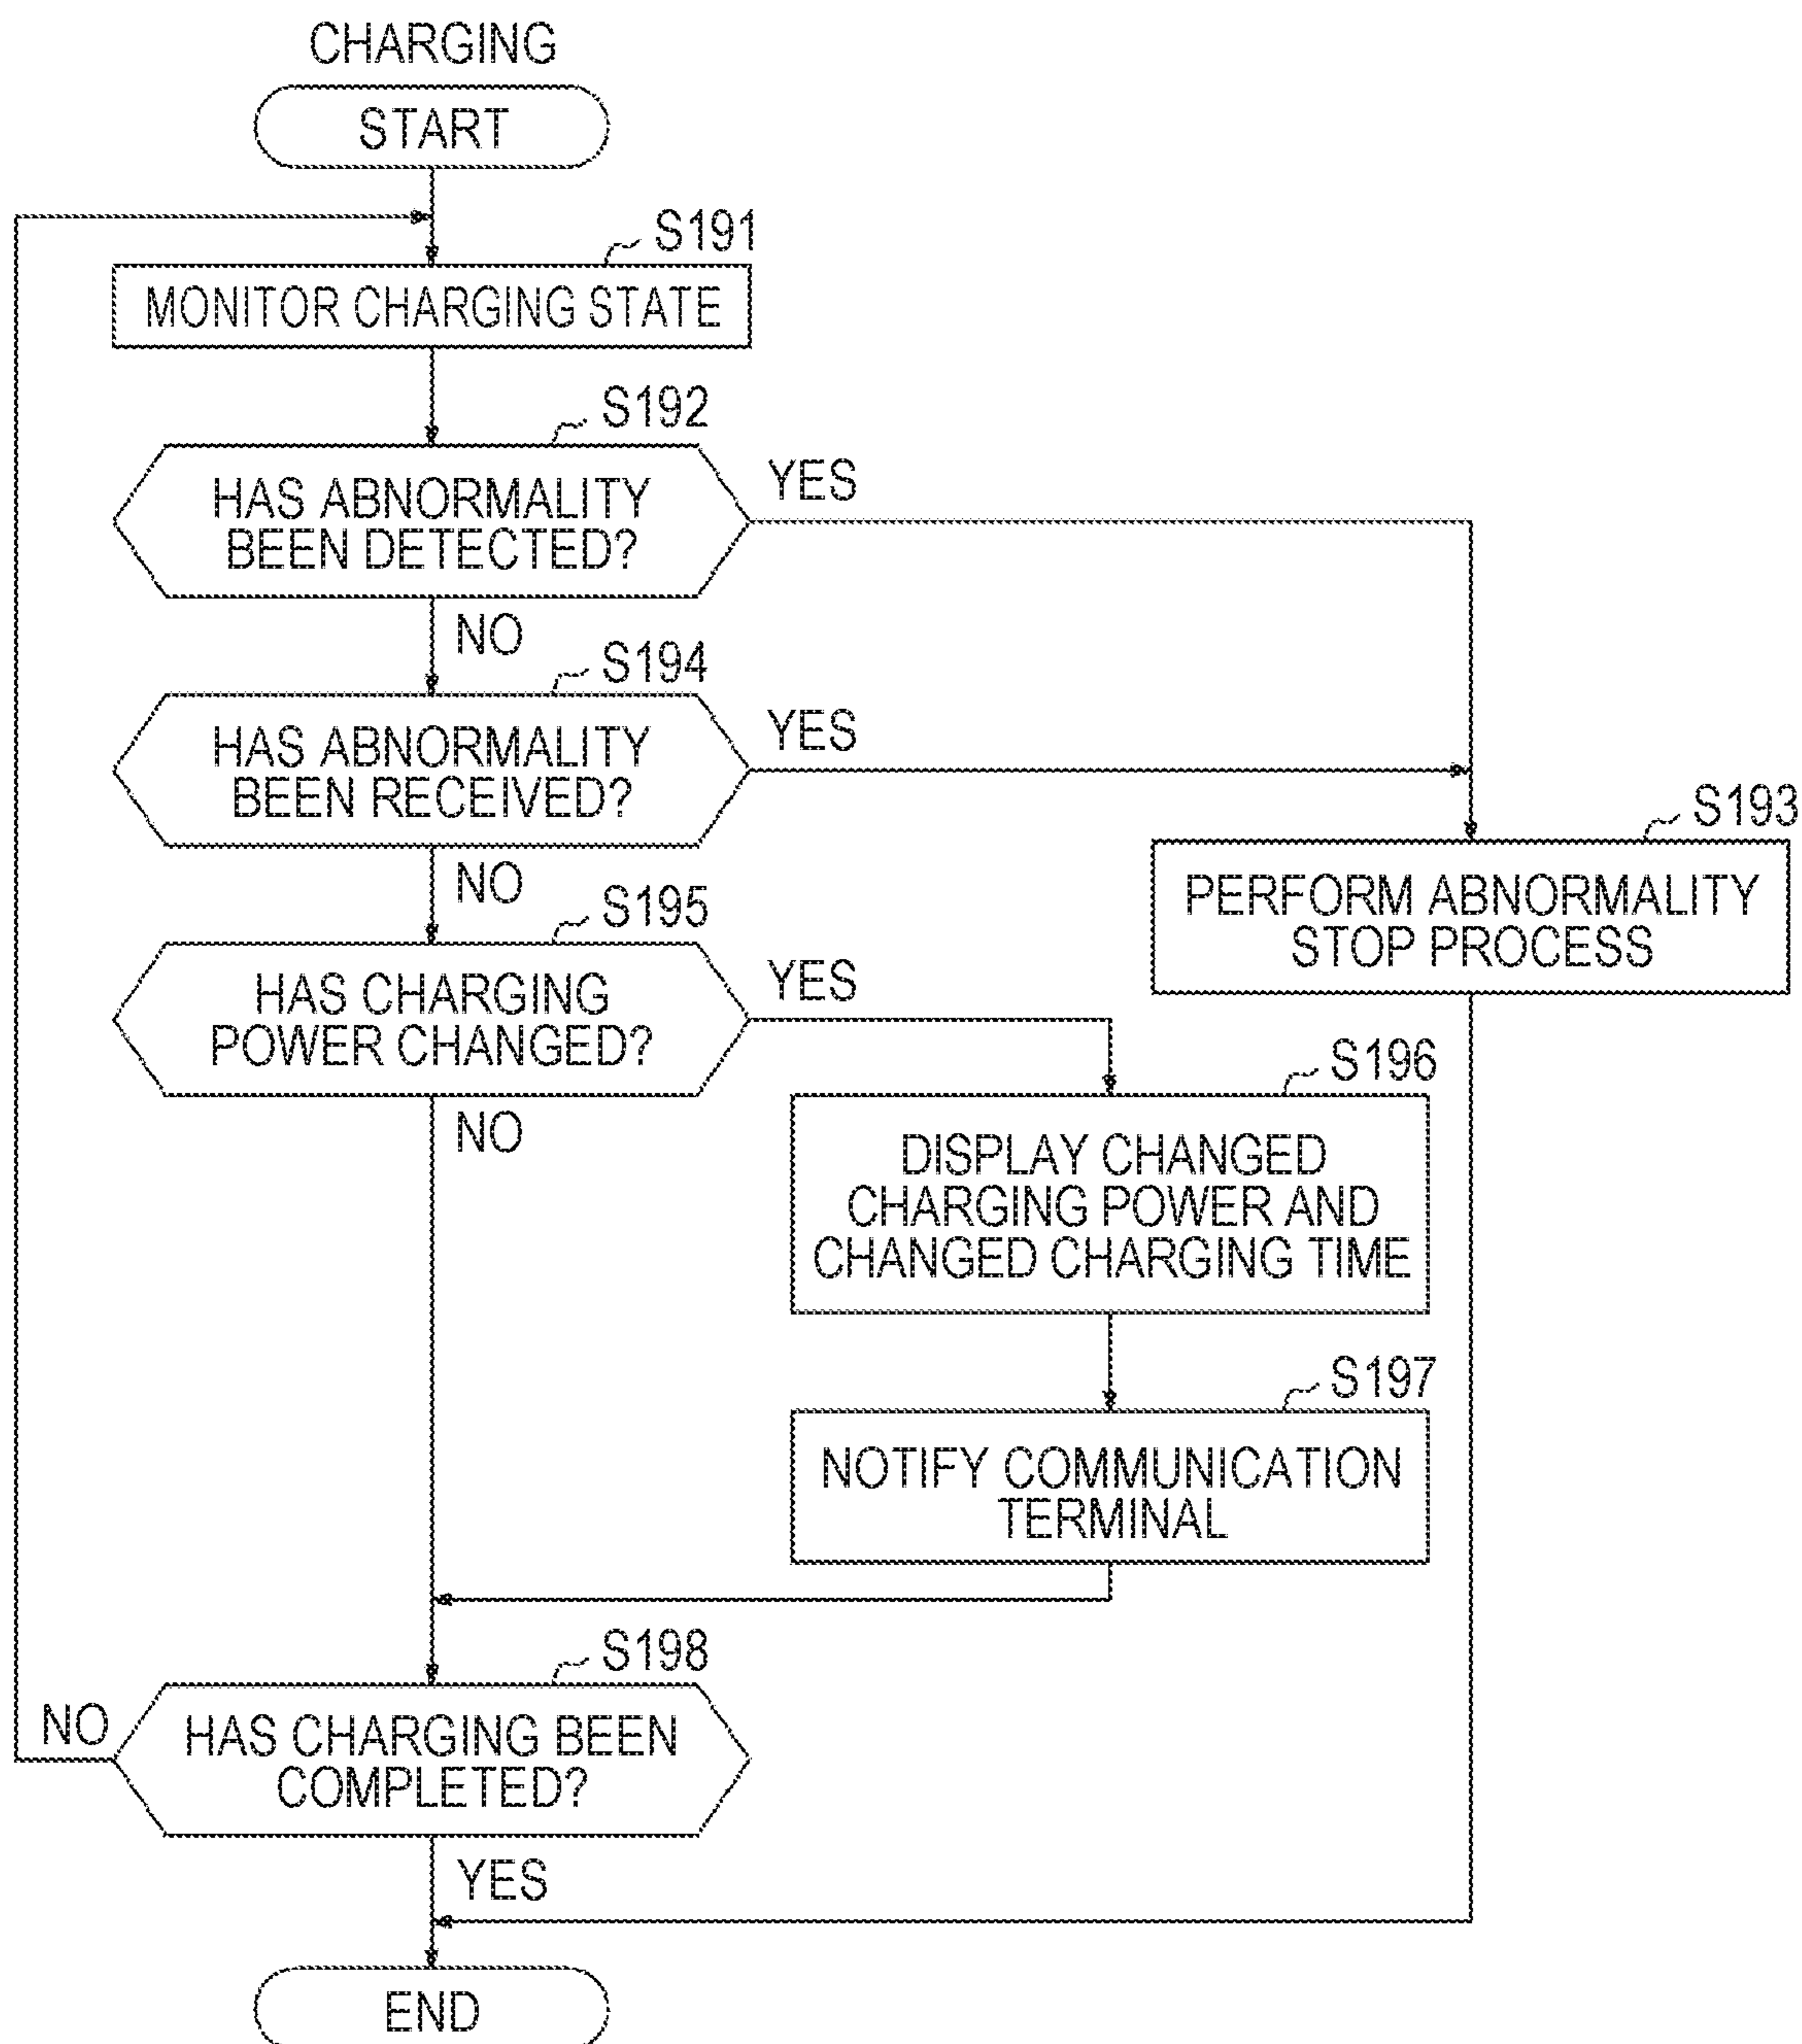 CHARGING
START
S191
MONITOR CHARGING STATE
S192
HAS ABNORMALITY
BEEN DETECTED?
YES
NO
S194
HAS ABNORMALITY
BEEN RECEIVED?
YES
NO
S193
PERFORM ABNORMALITY
STOP PROCESS
S195
HAS CHARGING
POWER CHANGED?
YES
NO
S196
DISPLAY CHANGED
CHARGING POWER AND
CHANGED CHARGING TIME
S197
NOTIFY COMMUNICATION
TERMINAL
S198
HAS CHARGING BEEN
COMPLETED?
NO
YES
END